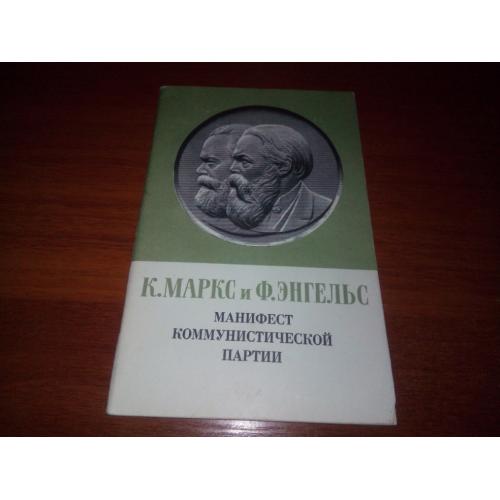 К. МАРКС и Ф. ЭНГЕЛЬС
МАНИФЕСТ
КОММУНИСТИЧЕСКОЙ
ПАРТИИ